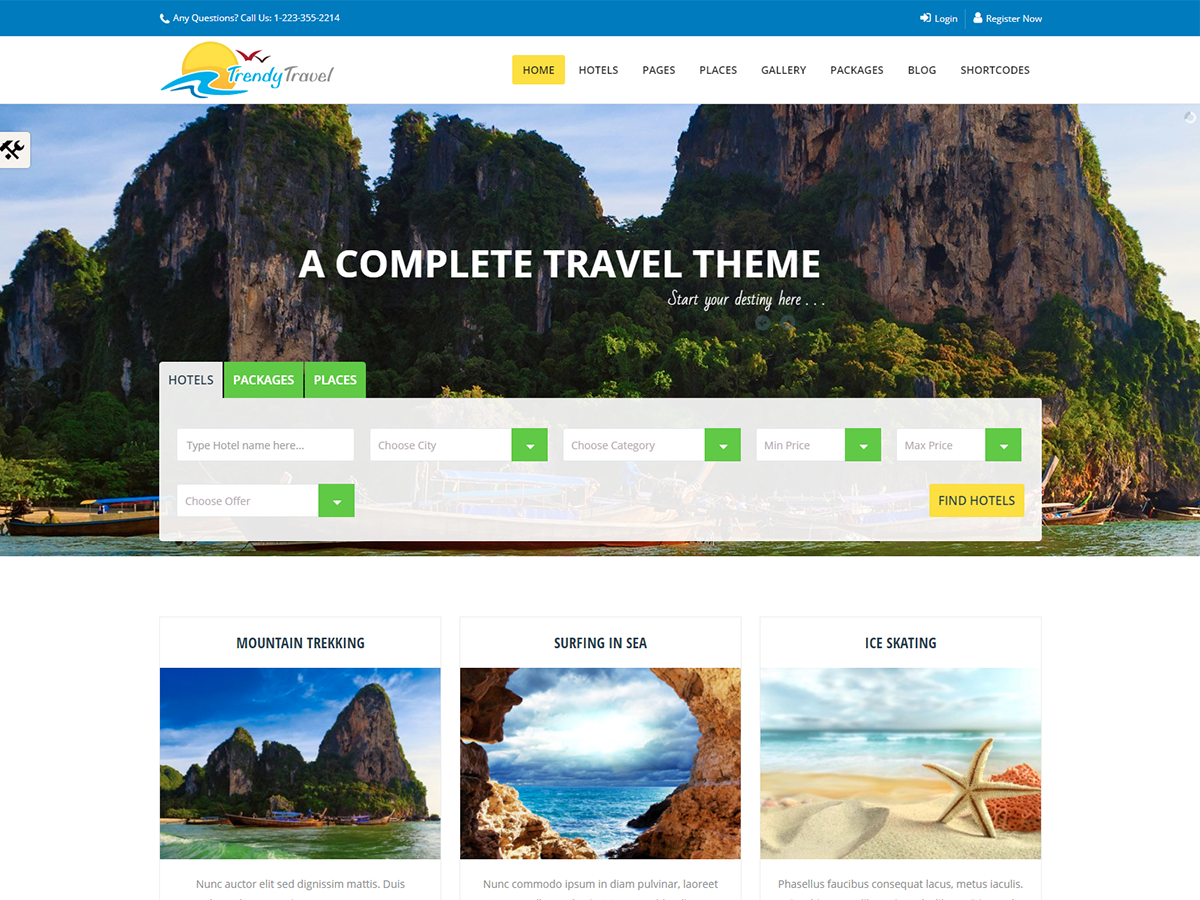 Any Questions? Call Us: 1-223-355-2214
Login
Register Now
TrendyTravel
HOME
HOTELS
PAGES
PLACES
GALLERY
PACKAGES
BLOG
SHORTCODES
A COMPLETE TRAVEL THEME
Start your destiny here . . .
HOTELS
PACKAGES
PLACES
Type Hotel name here...
Choose City
Choose Category
Min Price
Max Price
Choose Offer
FIND HOTELS
MOUNTAIN TREKKING
SURFING IN SEA
ICE SKATING
Nunc auctor elit sed dignissim mattis. Duis
Nunc commodo ipsum in diam pulvinar, laoreet
Phasellus faucibus consequat lacus, metus iaculis.